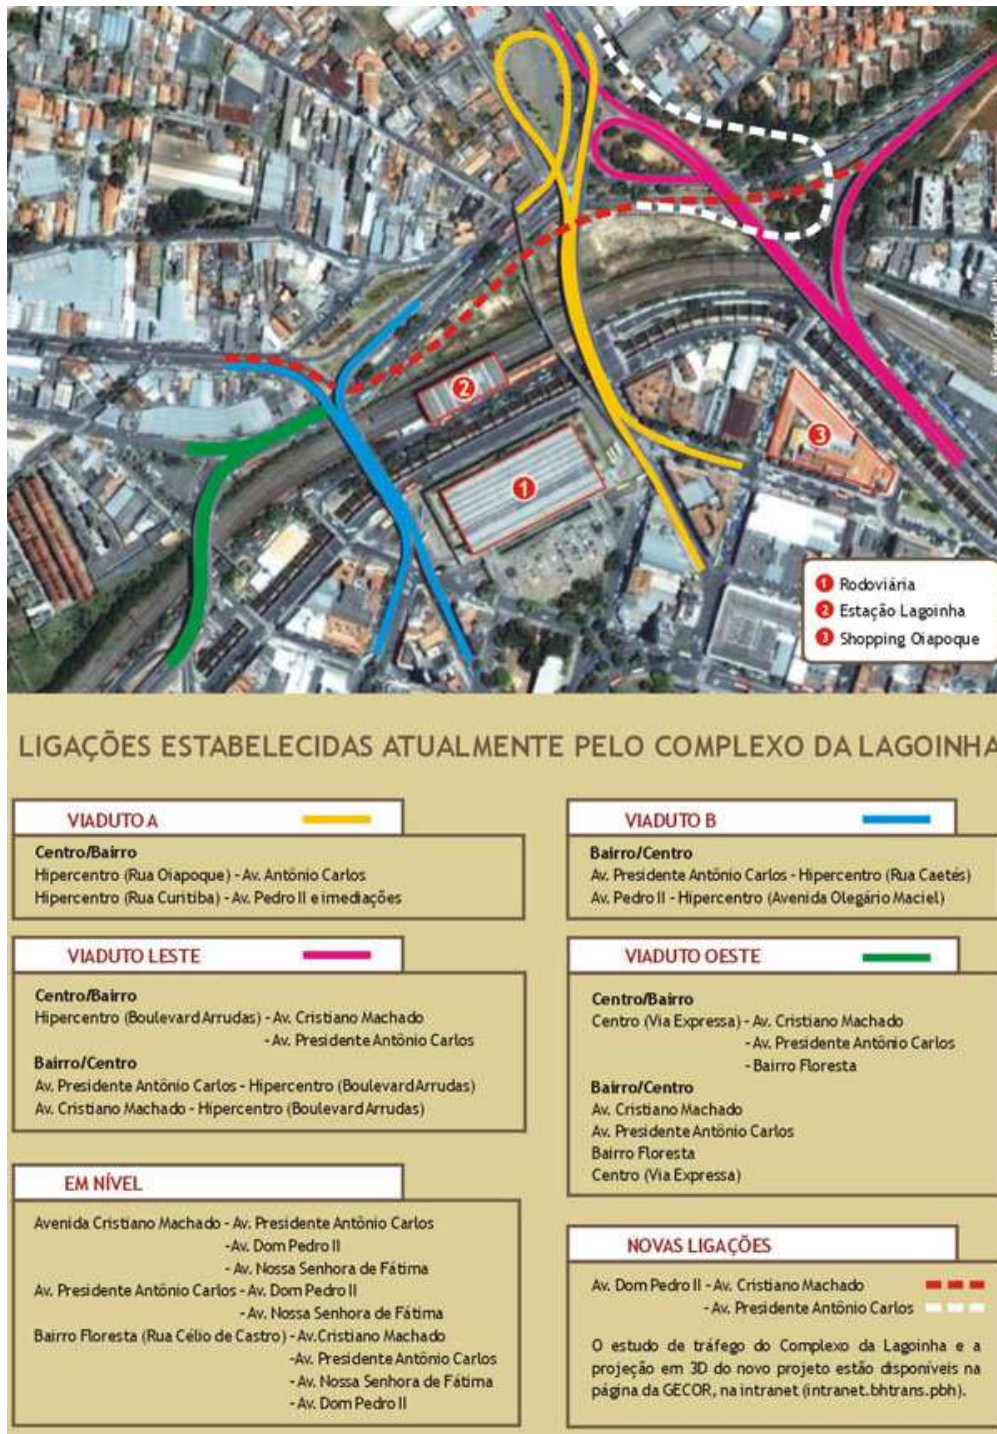 1 Rodoviária
2 Estação Lagoinha
3 Shopping Oiapoque
2
1
3
LIGAÇÕES ESTABELECIDAS ATUALMENTE PELO COMPLEXO DA LAGOINHA
VIADUTO A
Centro/Bairro
Hipercentro (Rua Oiapoque) - Av. Antônio Carlos
Hipercentro (Rua Curitiba) - Av. Pedro II e imediações
VIADUTO B
Bairro/Centro
Av. Presidente Antônio Carlos - Hipercentro (Rua Caetés)
Av. Pedro II - Hipercentro (Avenida Olegário Maciel)
VIADUTO LESTE
Centro/Bairro
Hipercentro (Boulevard Arrudas) - Av. Cristiano Machado
- Av. Presidente Antônio Carlos
Bairro/Centro
Av. Presidente Antônio Carlos - Hipercentro (Boulevard Arrudas)
Av. Cristiano Machado - Hipercentro (Boulevard Arrudas)
VIADUTO OESTE
Centro/Bairro
Centro (Via Expressa) - Av. Cristiano Machado
- Av. Presidente Antônio Carlos
- Bairro Floresta
Bairro/Centro
Av. Cristiano Machado
Av. Presidente Antônio Carlos
Bairro Floresta
Centro (Via Expressa)
EM NÍVEL
Avenida Cristiano Machado - Av. Presidente Antônio Carlos
- Av. Dom Pedro II
- Av. Nossa Senhora de Fátima
Av. Presidente Antônio Carlos - Av. Dom Pedro II
- Av. Nossa Senhora de Fátima
Bairro Floresta (Rua Célio de Castro) - Av. Cristiano Machado
- Av. Presidente Antônio Carlos
- Av. Nossa Senhora de Fátima
- Av. Dom Pedro II
NOVAS LIGAÇÕES
Av. Dom Pedro II - Av. Cristiano Machado
- Av. Presidente Antônio Carlos
O estudo de tráfego do Complexo da Lagoinha e a
projeção em 3D do novo projeto estão disponíveis na
página da GECOR, na intranet (intranet.bhtrans.pbh).